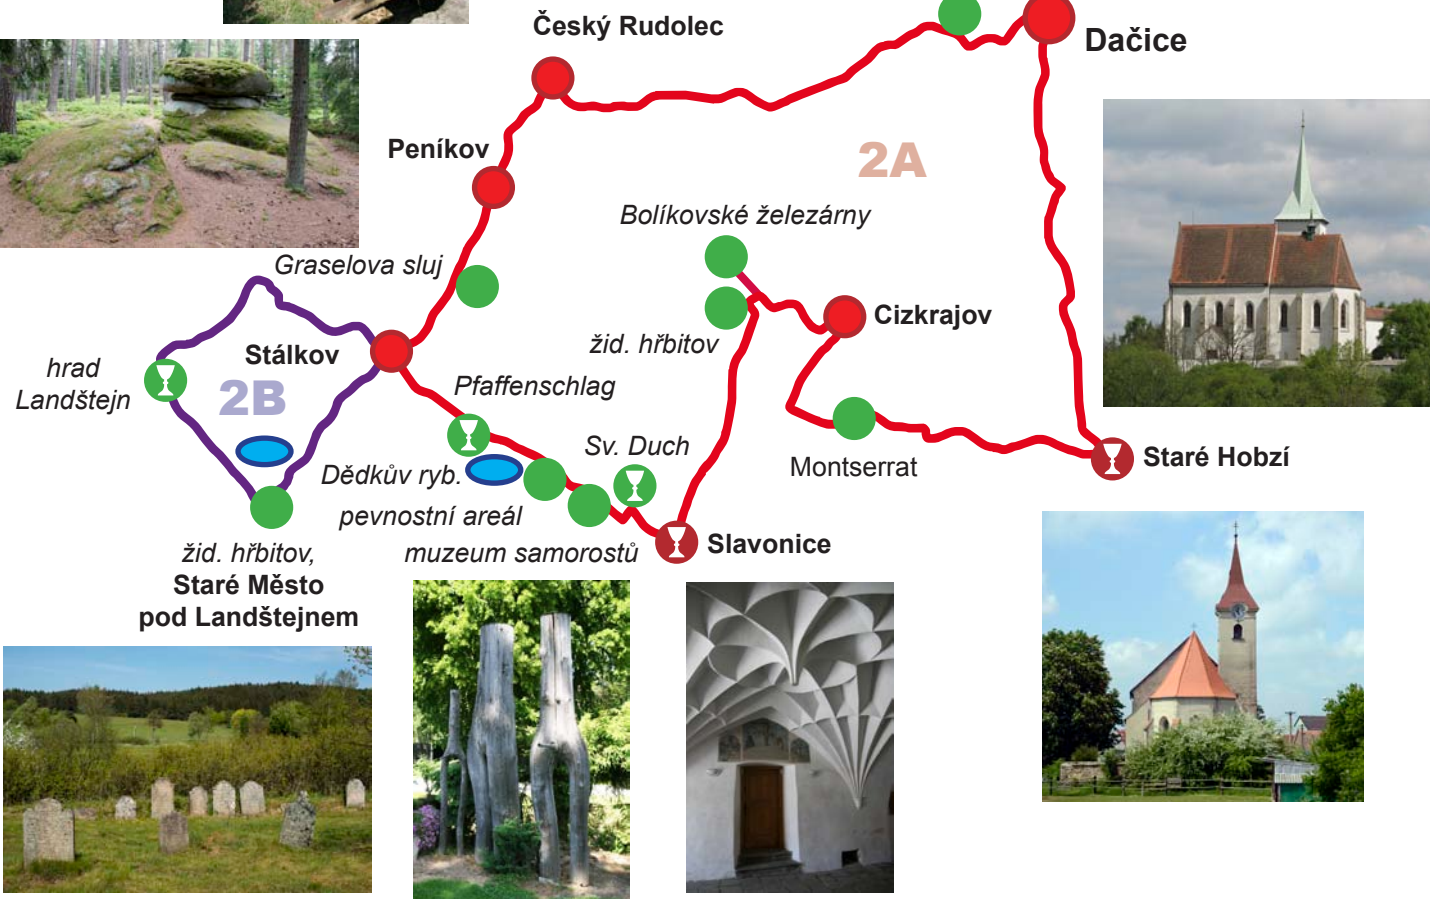 Český Rudolec
Dačice
Peníkov
2A
Bolíkovské železárny
Graselova sluj
Cizkrajov
žid. hřbitov
Stálkov
hrad
Landštejn
2B
Pfaffenschlag
Sv. Duch
Montserrat
Staré Hobzí
Dědkův ryb.
pevnostní areál
muzeum samorostů
Slavonice
žid. hřbitov,
Staré Město
pod Landštejnem